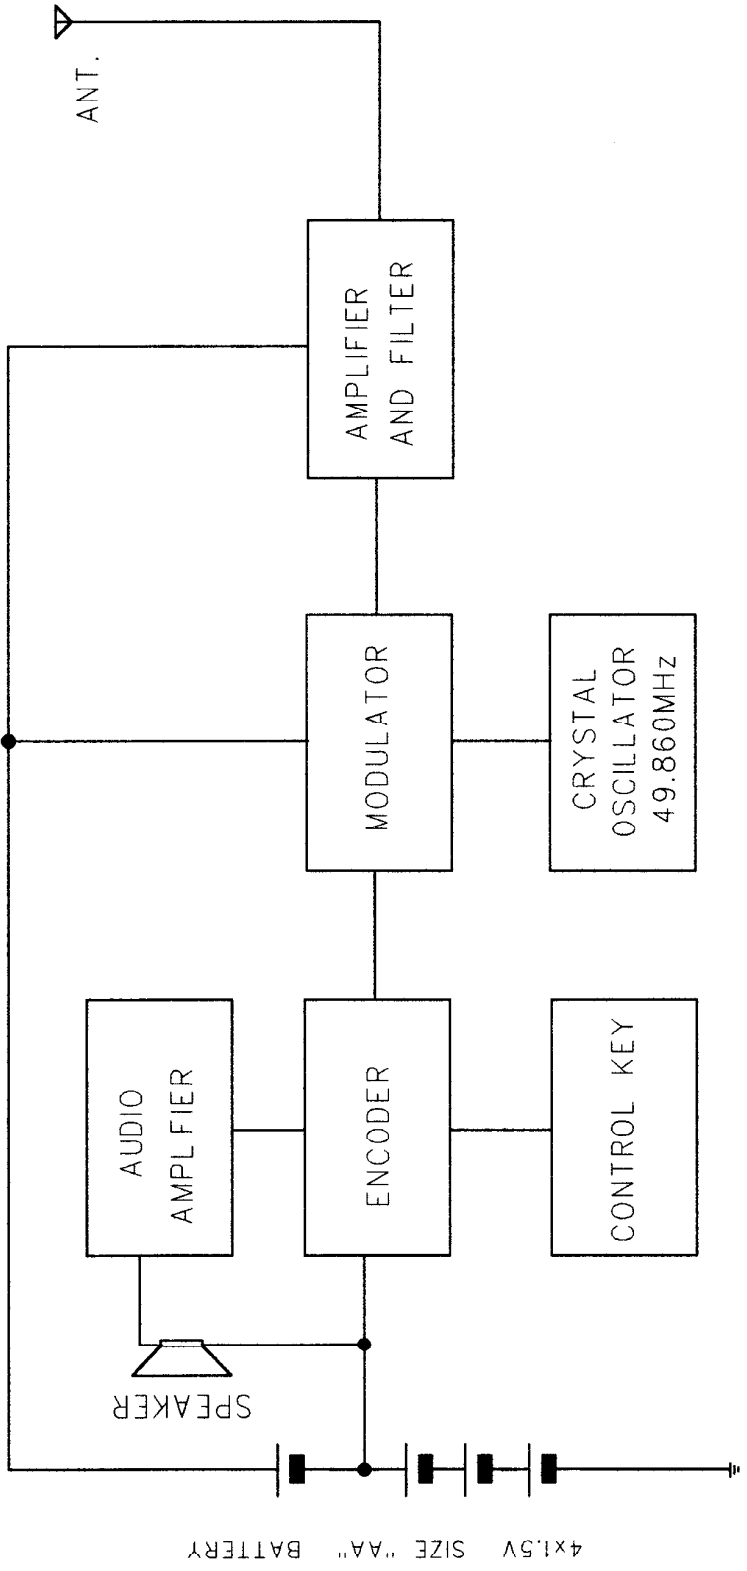 ANT.
AMPLIFIER
AND FILTER
MODULATOR
CRYSTAL
OSCILLATOR
49.860MHz
AUDIO
AMPLFIER
ENCODER
CONTROL KEY
SPEAKER
4x1.5V SIZE "AA" BATTERY